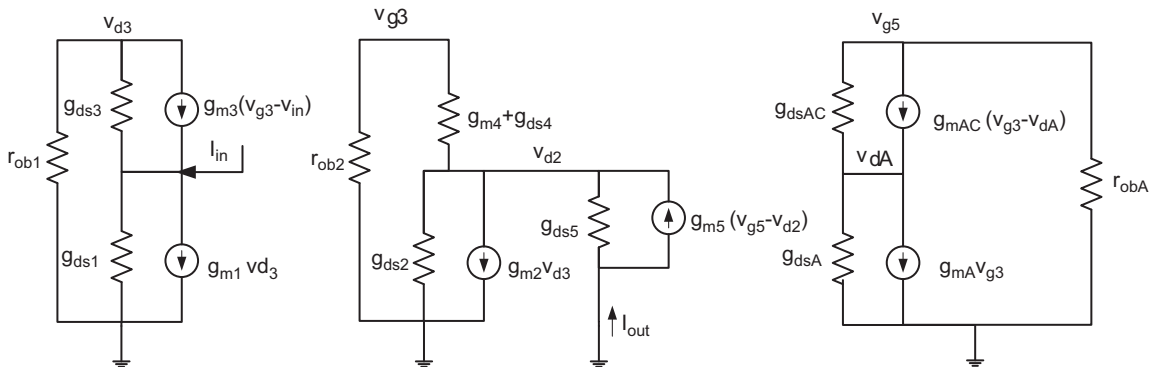 v_d3
g_ds3
g_m3(v_g3-v_in)
r_ob1
I_in
g_ds1
g_m1 vd_3
v_g3
g_m4+g_ds4
r_ob2
v_d2
g_ds5
g_m5 (v_g5-v_d2)
g_ds2
g_m2v_d3
I_out
v_g5
g_dsAC
g_mAC (v_g3-v_dA)
v_dA
r_obA
g_dsA
g_mAv_g3